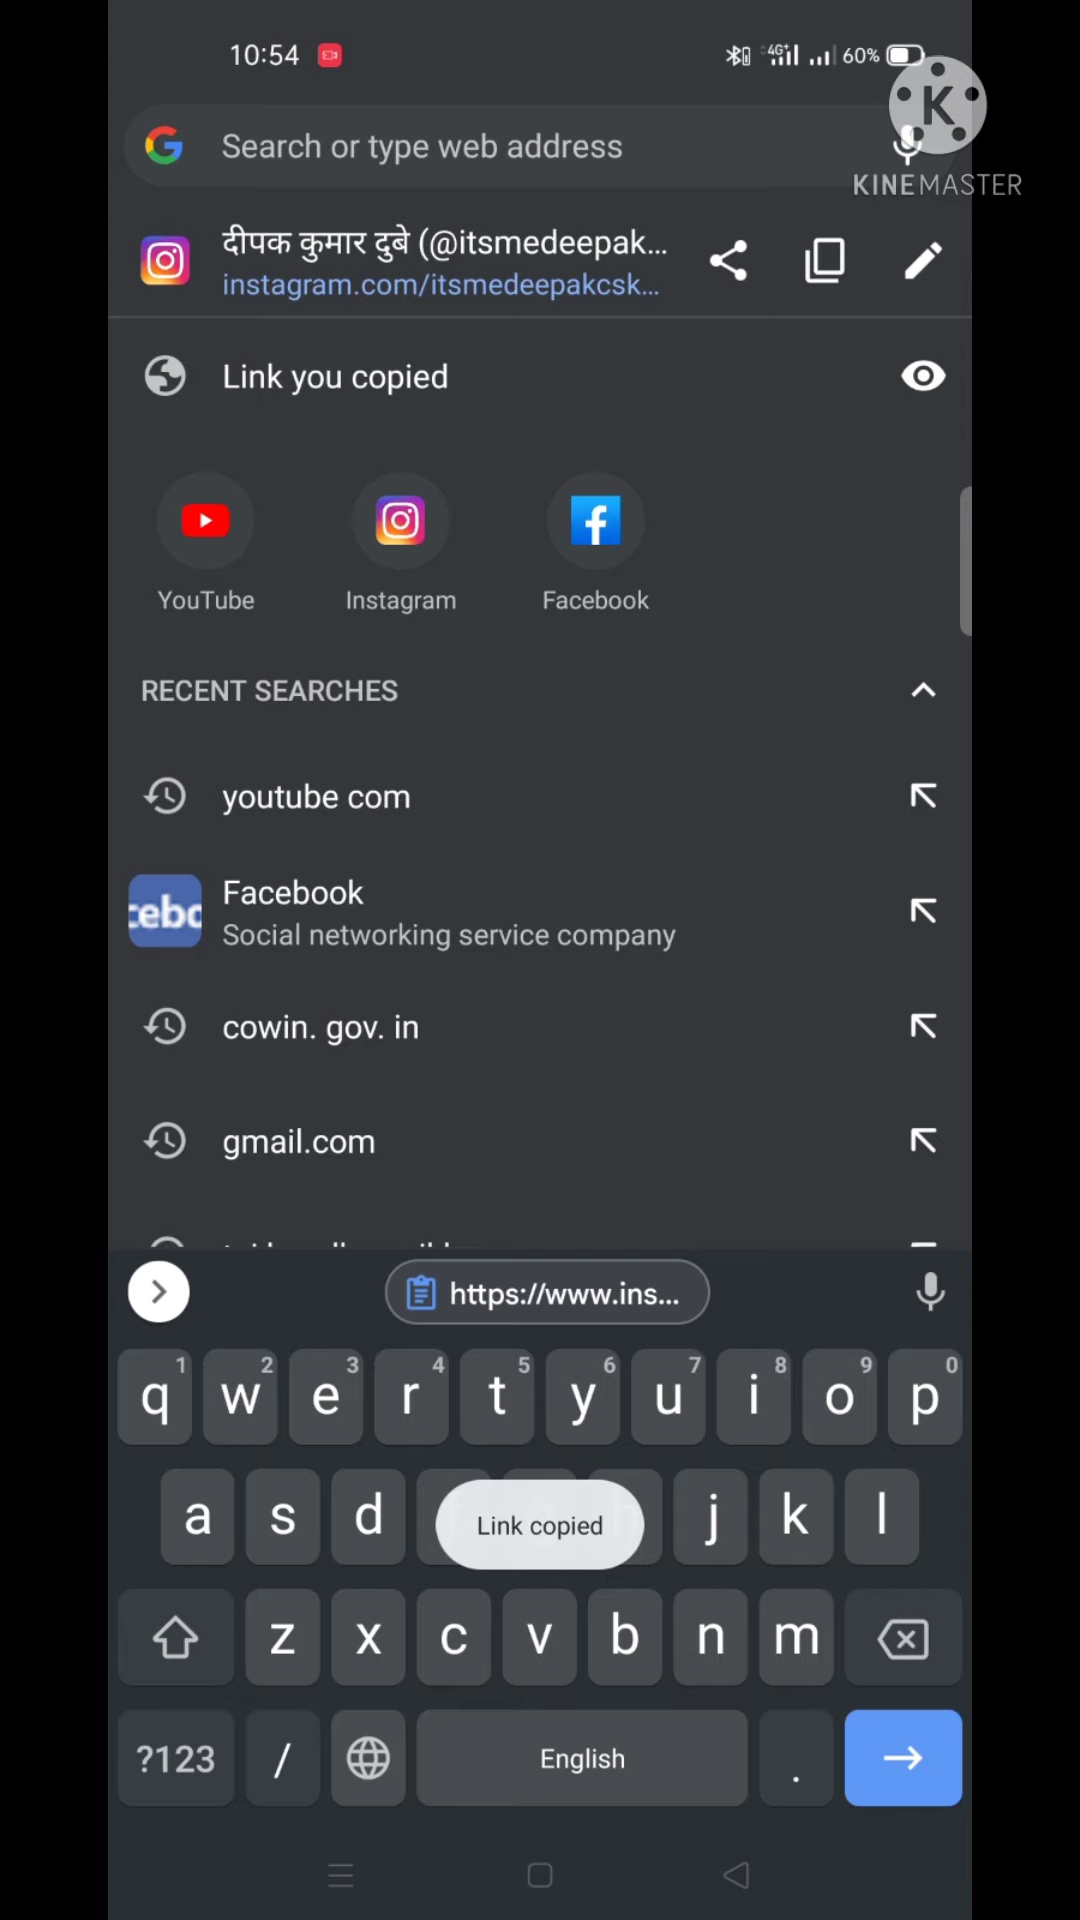 10:54 4G+ 60%
K
KINEMASTER
Search or type web address
दीपक कुमार दुबे (@itsmedeepak...
instagram.com/itsmedeepakcsk...
Link you copied
YouTube Instagram Facebook
RECENT SEARCHES
youtube com
cebo Facebook
Social networking service company
cowin. gov. in
gmail.com
https://www.ins...
1 2 3 4 5 6 7 8 9 0
q w e r t y u i o p
a s d j k l
Link copied
z x c v b n m
?123 / English .